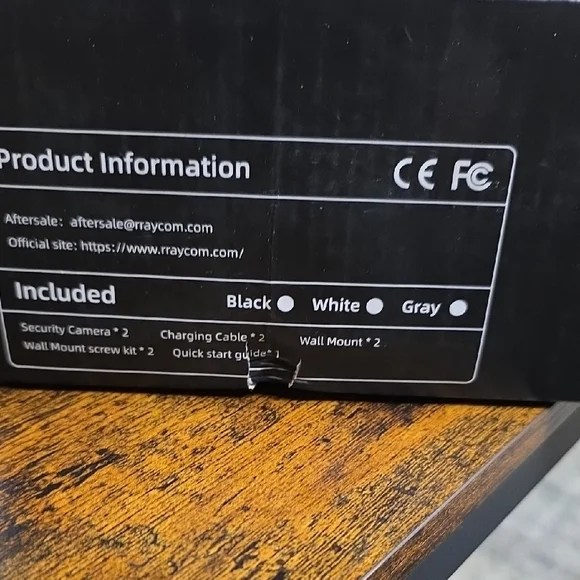 Product Information CE FC
Aftersale: aftersale@rraycom.com
Official site: https://www.rraycom.com/
Included Black White Gray
Security Camera * 2 Charging Cable * 2 Wall Mount * 2
Wall Mount screw kit * 2 Quick start guide* 1